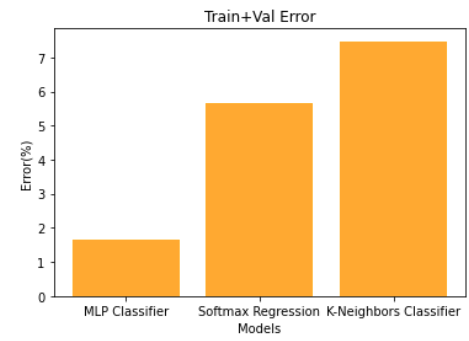 Train+Val Error
Error(%)
7
6
5
4
3
2
1
0
MLP Classifier Softmax Regression K-Neighbors Classifier
Models